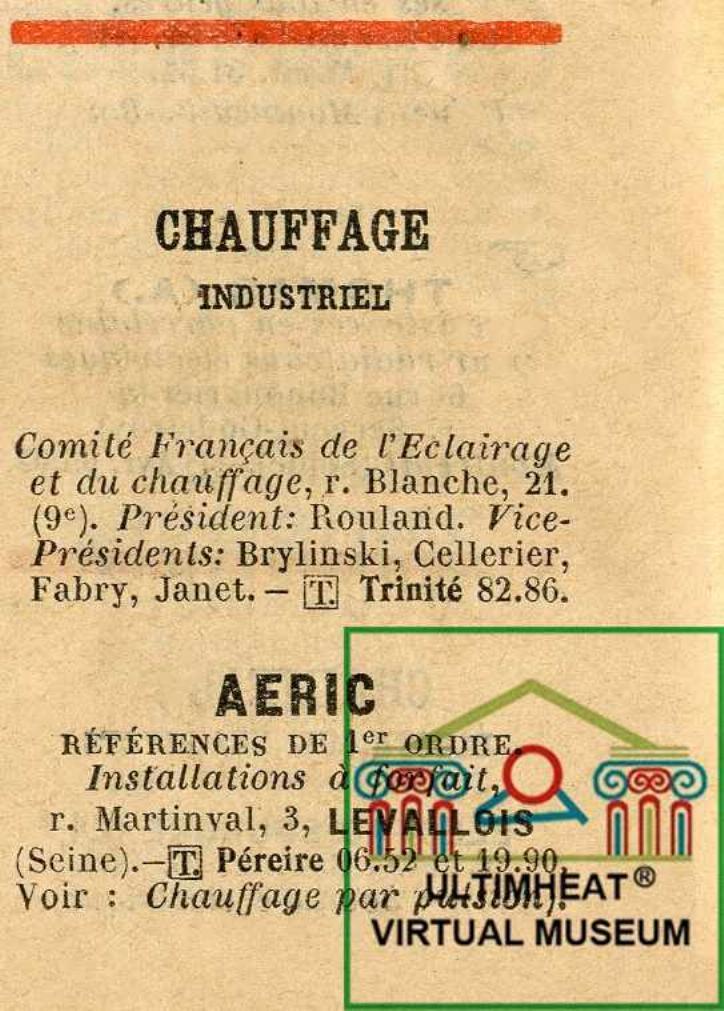 CHAUFFAGE
INDUSTRIEL
Comité Français de l'Eclairage
et du chauffage, r. Blanche, 21.
(9e). Président: Rouland. Vice-
Présidents: Brylinski, Cellerier,
Fabry, Janet. — T. Trinité 82.86.
AERIC
RÉFÉRENCES DE 1er ORDRE.
Installations à forfait,
r. Martinval, 3, LEVALLOIS
(Seine).—T. Péreire 06.52 et 19.90.
Voir : Chauffage par pulsion).
ULTIMHEAT®
VIRTUAL MUSEUM